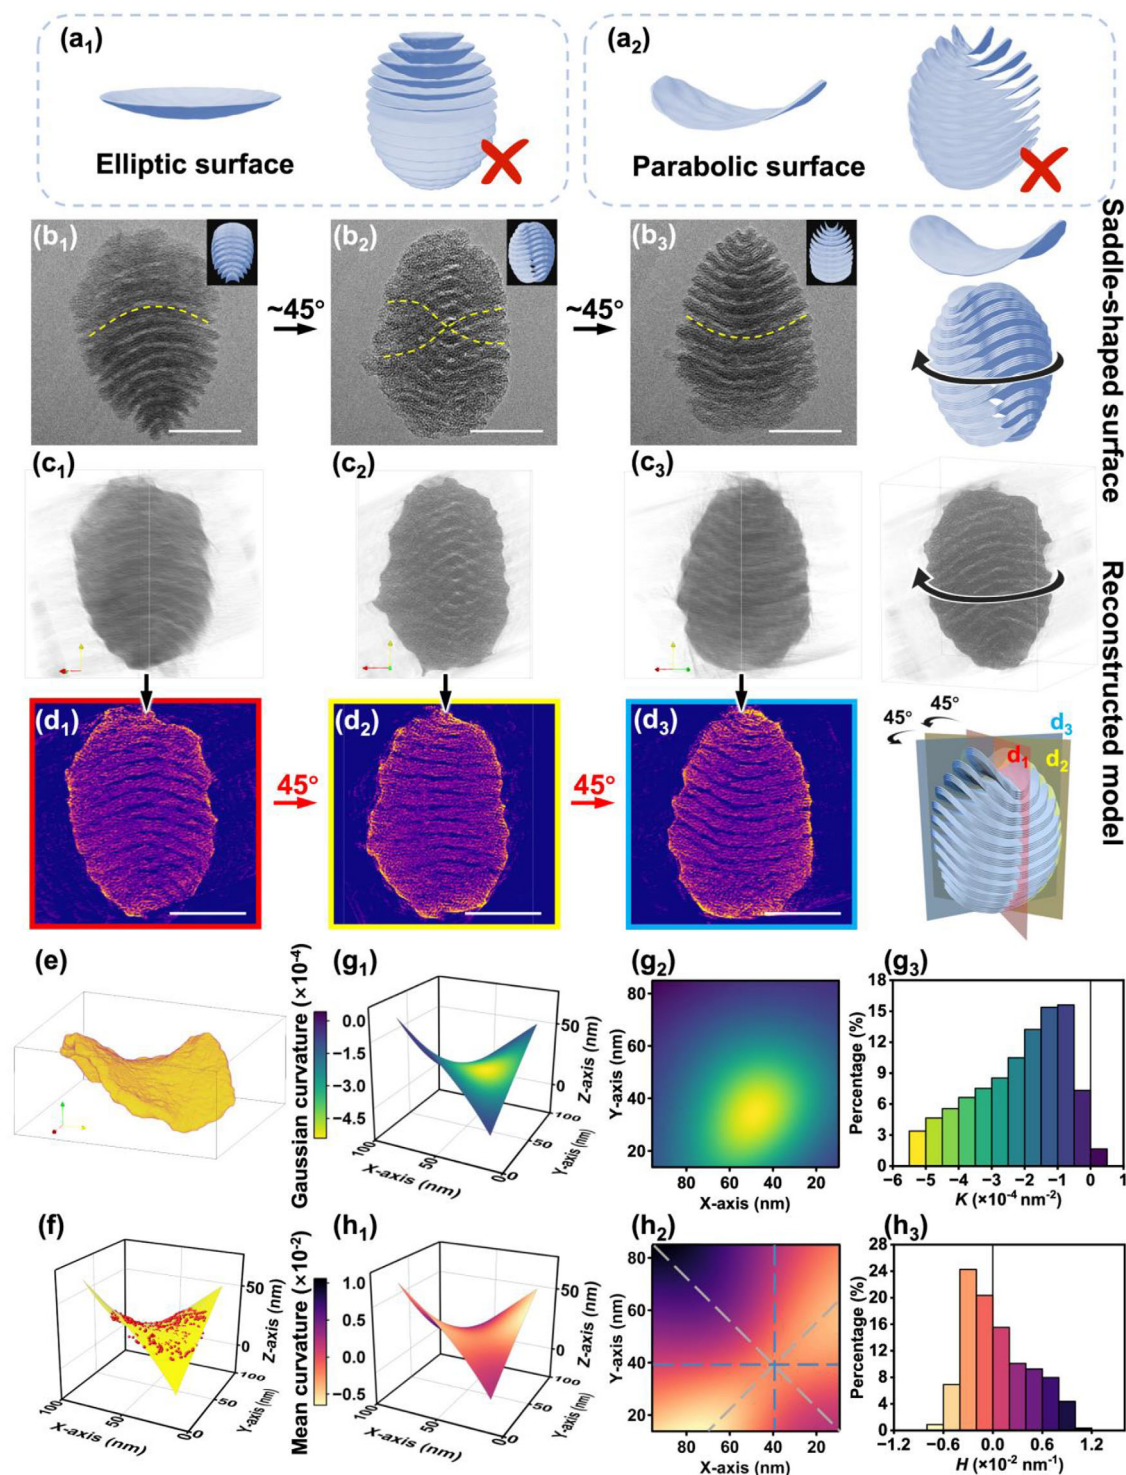 (a1)
Elliptic surface
(a2)
Parabolic surface
(b1)
~45°
(b2)
~45°
(b3)
Saddle-shaped surface
(c1)
(c2)
(c3)
Reconstructed model
(d1)
45°
(d2)
45°
(d3)
45°
45°
d3
d1
d2
(e)
Gaussian curvature (×10-4)
0.0
−1.5
−3.0
−4.5
(g1)
50
0
Z-axis (nm)
100
50
0
Y-axis (nm)
100
50
0
X-axis (nm)
(g2)
80
60
40
20
Y-axis (nm)
80 60 40 20
X-axis (nm)
(g3)
18
15
12
9
6
3
0
Percentage (%)
−6 −5 −4 −3 −2 −1 0 1
K (×10-4 nm-2)
(f)
50
0
Z-axis (nm)
100
50
0
Y-axis (nm)
100
50
0
X-axis (nm)
Mean curvature (×10-2)
1.0
0.5
0.0
−0.5
(h1)
50
0
Z-axis (nm)
100
50
0
Y-axis (nm)
100
50
0
X-axis (nm)
(h2)
80
60
40
20
Y-axis (nm)
80 60 40 20
X-axis (nm)
(h3)
28
24
20
16
12
8
4
0
Percentage (%)
−1.2 −0.6 0.0 0.6 1.2
H (×10-2 nm-1)